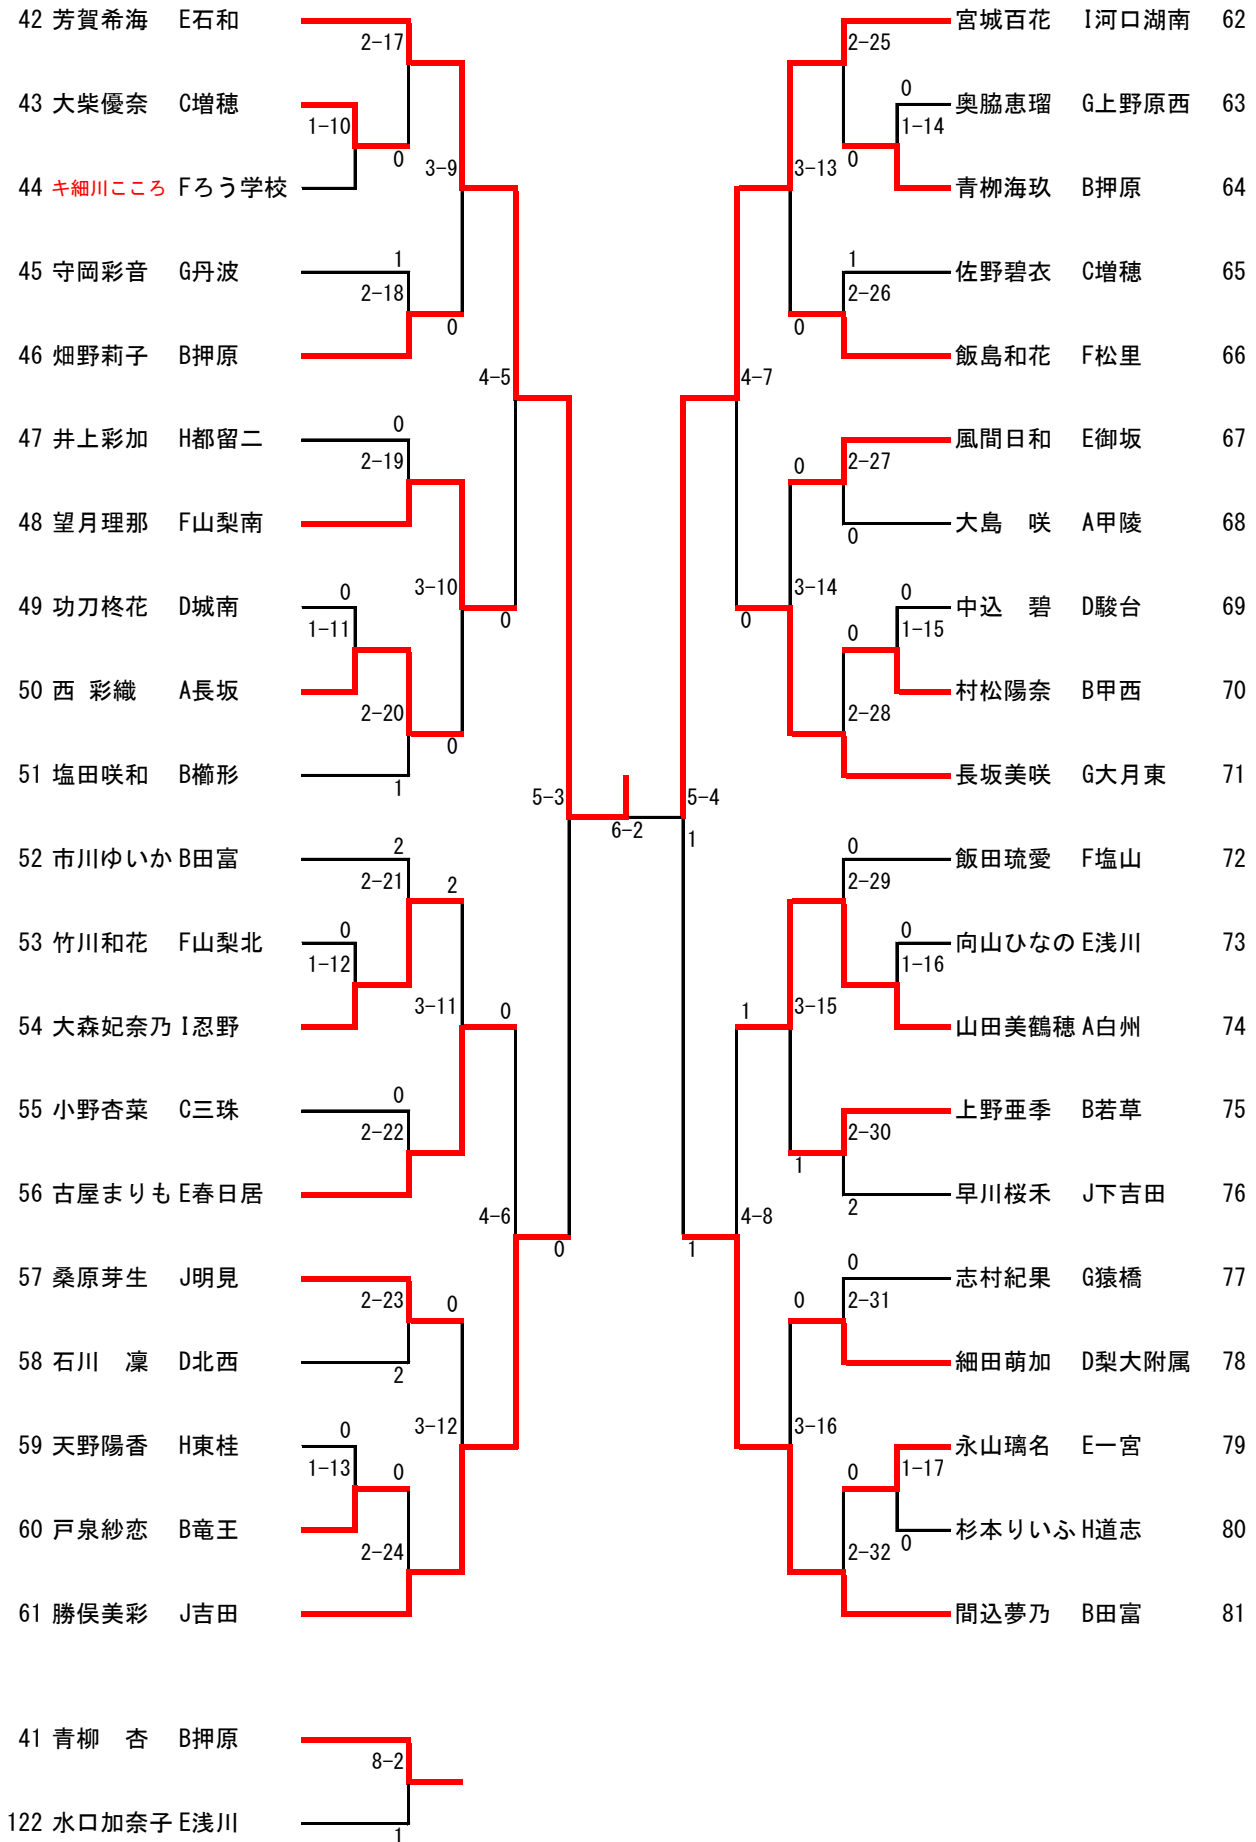 42 芳賀希海 E石和
2-17
43 大柴優奈 C増穂
1-10
0
3-9
44 キ細川こころ Fろう学校
45 守岡彩音 G丹波
1
2-18
0
46 畑野莉子 B押原
4-5
47 井上彩加 H都留二
0
2-19
48 望月理那 F山梨南
3-10
0
49 功刀柊花 D城南
0
1-11
50 西 彩織 A長坂
2-20
0
51 塩田咲和 B櫛形
1
5-3
52 市川ゆいか B田富
2
2-21
2
53 竹川和花 F山梨北
0
1-12
3-11
0
54 大森妃奈乃 I忍野
55 小野杏菜 C三珠
0
2-22
56 古屋まりも E春日居
4-6
0
57 桑原芽生 J明見
2-23
0
58 石川 凜 D北西
2
3-12
59 天野陽香 H東桂
0
1-13
0
60 戸泉紗恋 B竜王
2-24
61 勝俣美彩 J吉田
6-2
宮城百花 I河口湖南 62
2-25
奥脇恵瑠 G上野原西 63
0
1-14
0
3-13
青栁海玖 B押原 64
佐野碧衣 C増穂 65
1
2-26
0
飯島和花 F松里 66
4-7
風間日和 E御坂 67
0
2-27
大島 咲 A甲陵 68
0
3-14
0
中込 碧 D駿台 69
0
1-15
0
村松陽奈 B甲西 70
2-28
長坂美咲 G大月東 71
5-4
1
飯田琉愛 F塩山 72
0
2-29
向山ひなの E浅川 73
0
1-16
1
3-15
山田美鶴穂 A白州 74
上野亜季 B若草 75
2-30
1
早川桜禾 J下吉田 76
2
4-8
1
志村紀果 G猿橋 77
0
2-31
0
細田萌加 D梨大附属 78
3-16
永山璃名 E一宮 79
1-17
0
杉本りいふ H道志 80
0
2-32
間込夢乃 B田富 81
41 青柳 杏 B押原
8-2
122 水口加奈子 E浅川
1